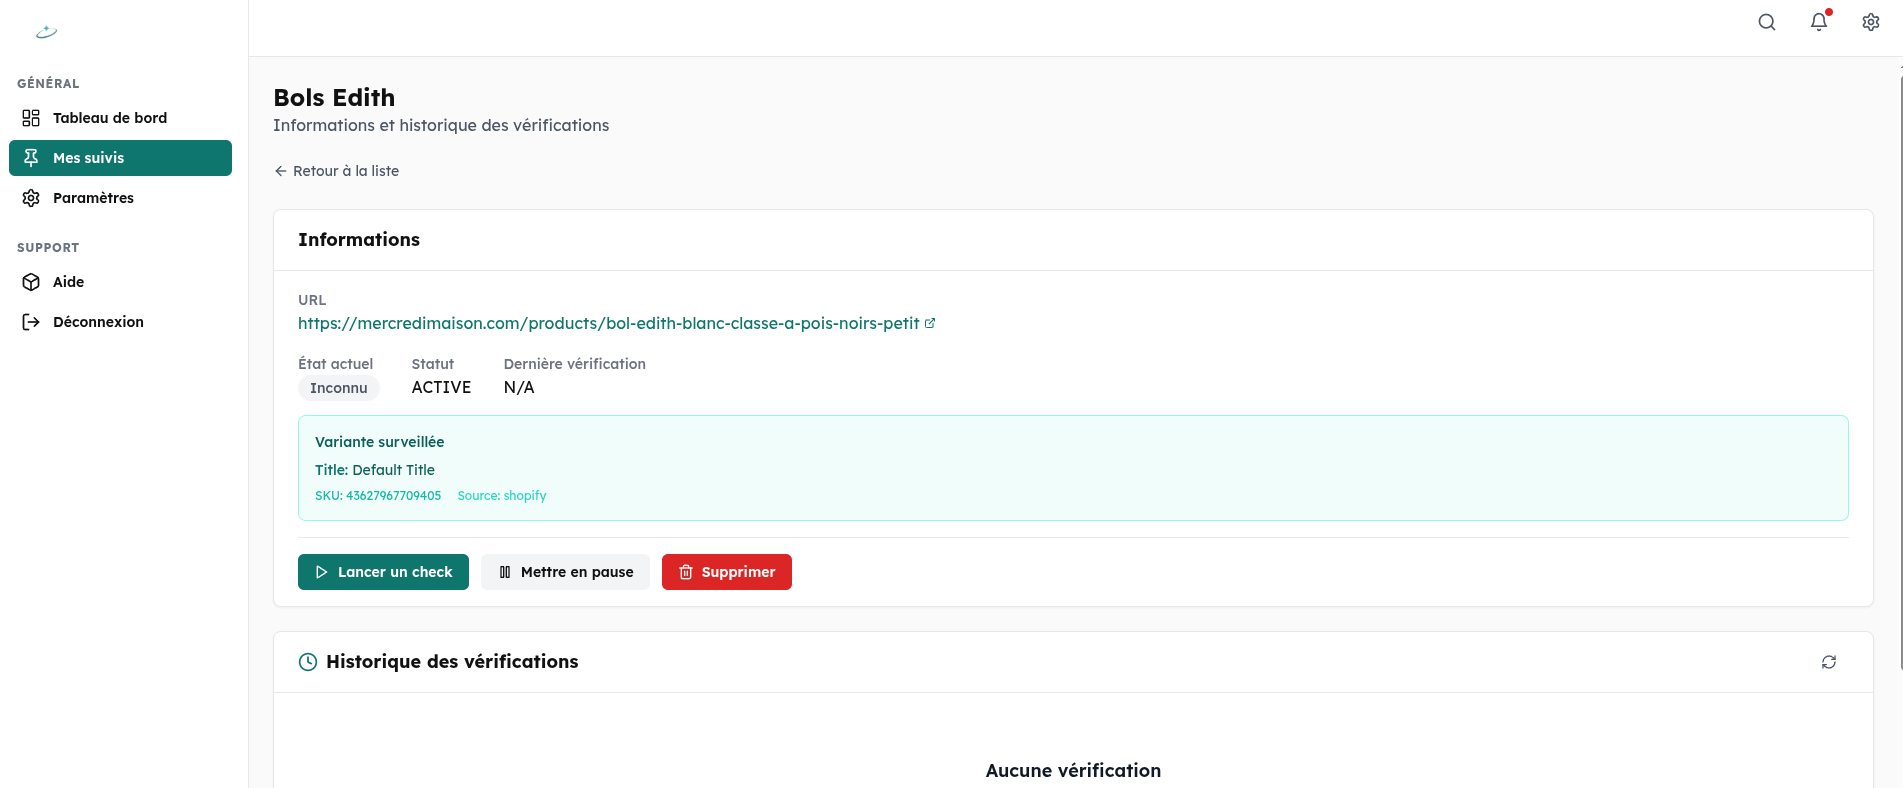 GÉNÉRAL
Tableau de bord
Mes suivis
Paramètres
SUPPORT
Aide
Déconnexion
Bols Edith
Informations et historique des vérifications
Retour à la liste
Informations
URL
https://mercredimaison.com/products/bol-edith-blanc-classe-a-pois-noirs-petit
État actuel Statut Dernière vérification
Inconnu ACTIVE N/A
Variante surveillée
Title: Default Title
SKU: 43627967709405 Source: shopify
Lancer un check Mettre en pause Supprimer
Historique des vérifications
Aucune vérification